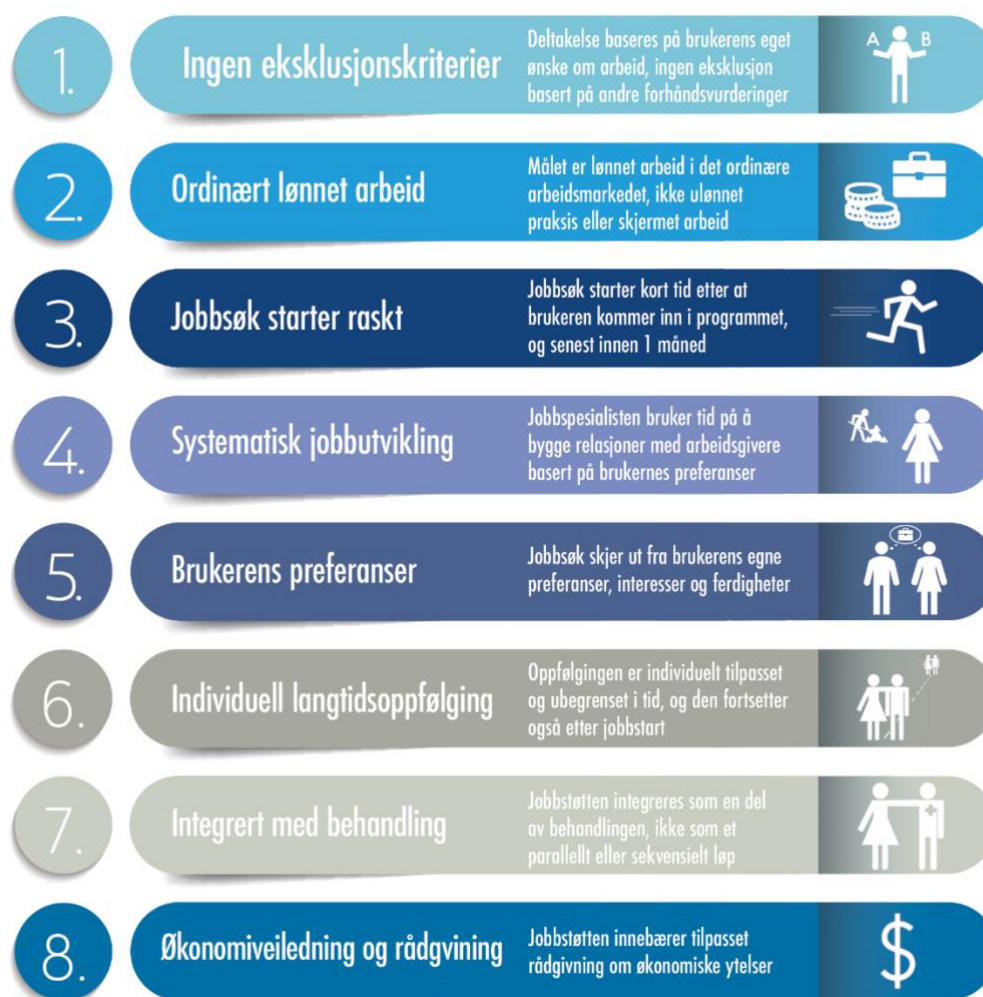 1.
Ingen eksklusjonskriterier
Deltakelse baseres på brukerens eget
ønske om arbeid, ingen eksklusjon
basert på andre forhåndsvurderinger
A B
2.
Ordinært lønnet arbeid
Målet er lønnet arbeid i det ordinære
arbeidsmarkedet, ikke ulønnet
praksis eller skjermet arbeid
3.
Jobbsøk starter raskt
Jobbsøk starter kort tid etter at
brukeren kommer inn i programmet,
og senest innen 1 måned
4.
Systematisk jobbutvikling
Jobbspesialisten bruker tid på å
bygge relasjoner med arbeidsgivere
basert på brukernes preferanser
5.
Brukerens preferanser
Jobbsøk skjer ut fra brukerens egne
preferanser, interesser og ferdigheter
6.
Individuell langtidsoppfølging
Oppfølgingen er individuelt tilpasset
og ubegrenset i tid, og den fortsetter
også etter jobbstart
7.
Integrert med behandling
Jobbstøtten integreres som en del
av behandlingen, ikke som et
parallellt eller sekvensielt løp
8.
Økonomiveiledning og rådgvining
Jobbstøtten innebærer tilpasset
rådgivning om økonomiske ytelser
$